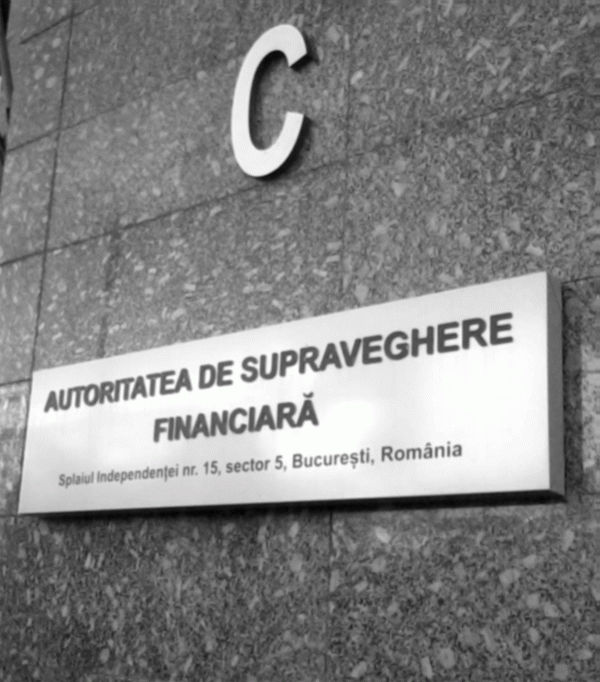 C
AUTORITATEA DE SUPRAVEGHERE
FINANCIARĂ
Splaiul Independenței nr. 15, sector 5, București, România